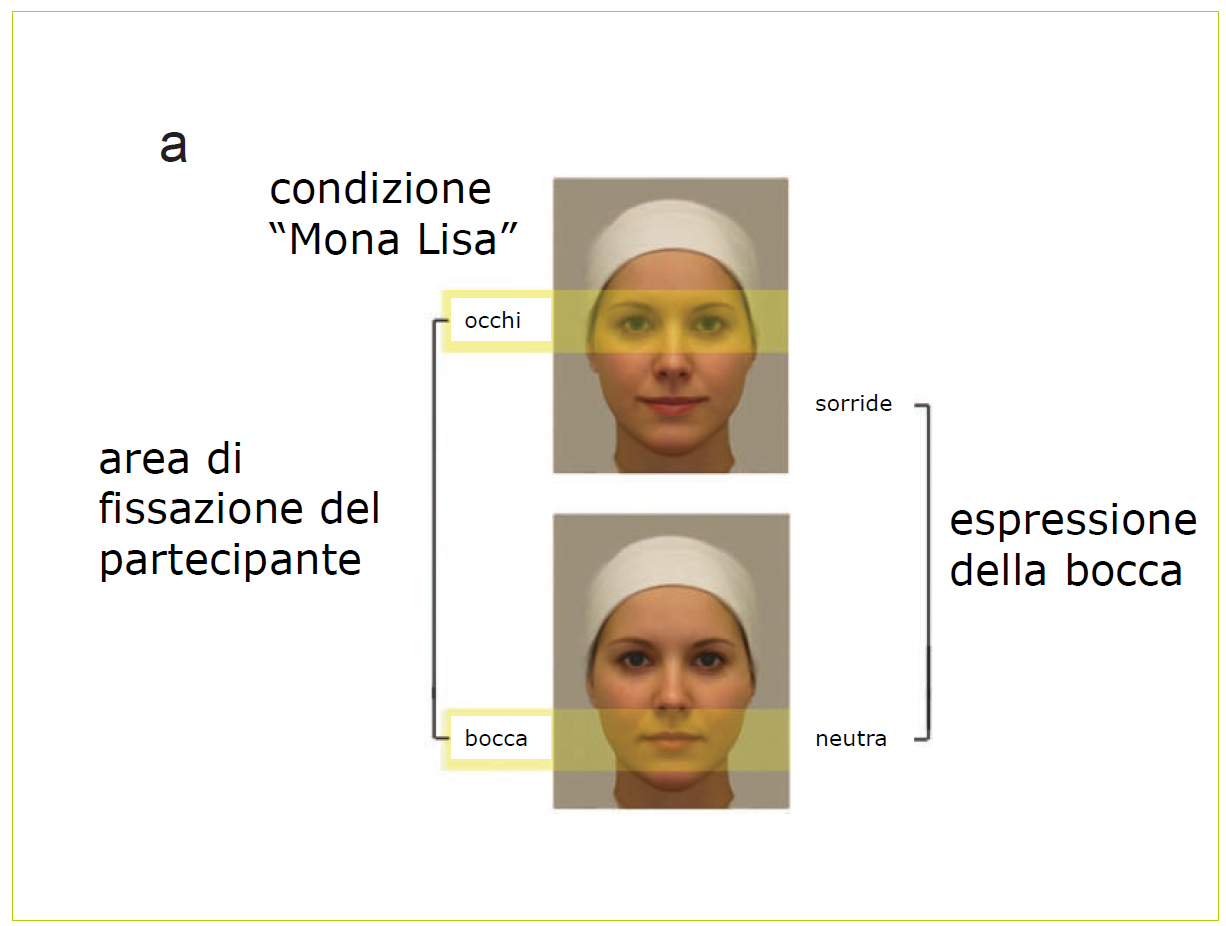 a
condizione
“Mona Lisa”
occhi
sorride
area di
fissazione del
partecipante
espressione
della bocca
bocca
neutra